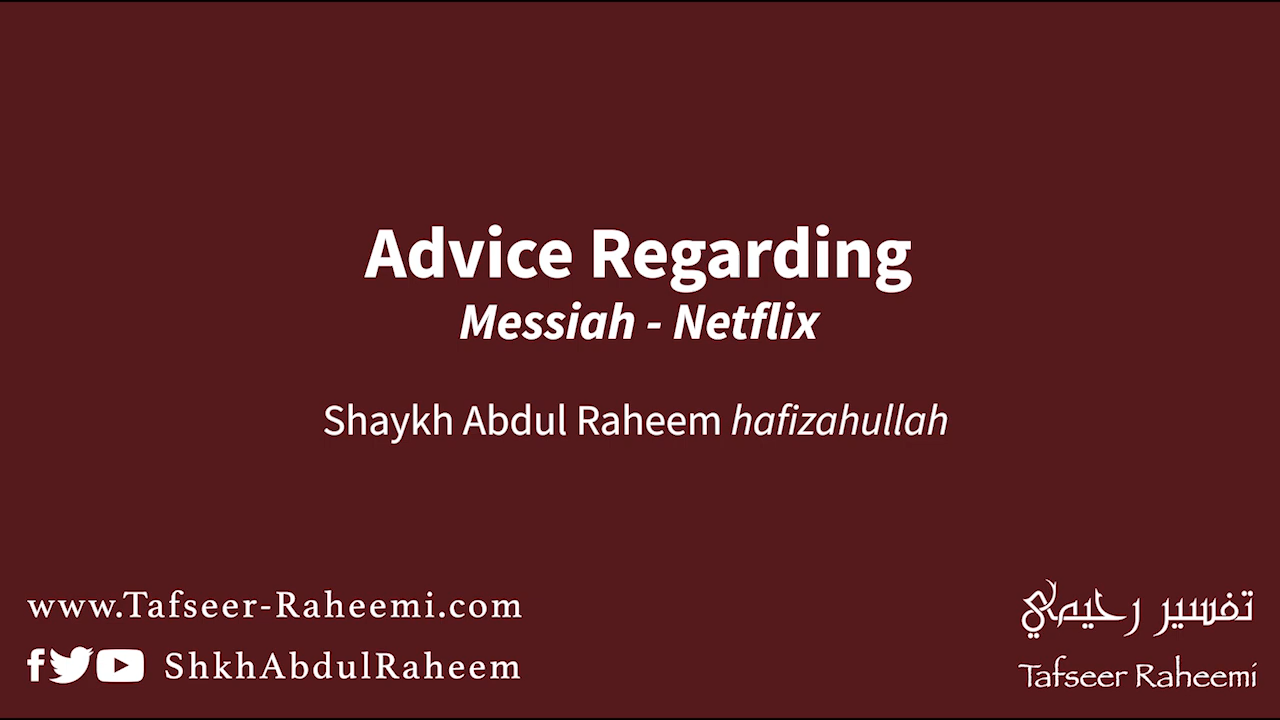 Advice Regarding
Messiah - Netflix
Shaykh Abdul Raheem hafizahullah
www.Tafseer-Raheemi.com
ShkhAbdulRaheem
تفسير رحيمي
Tafseer Raheemi